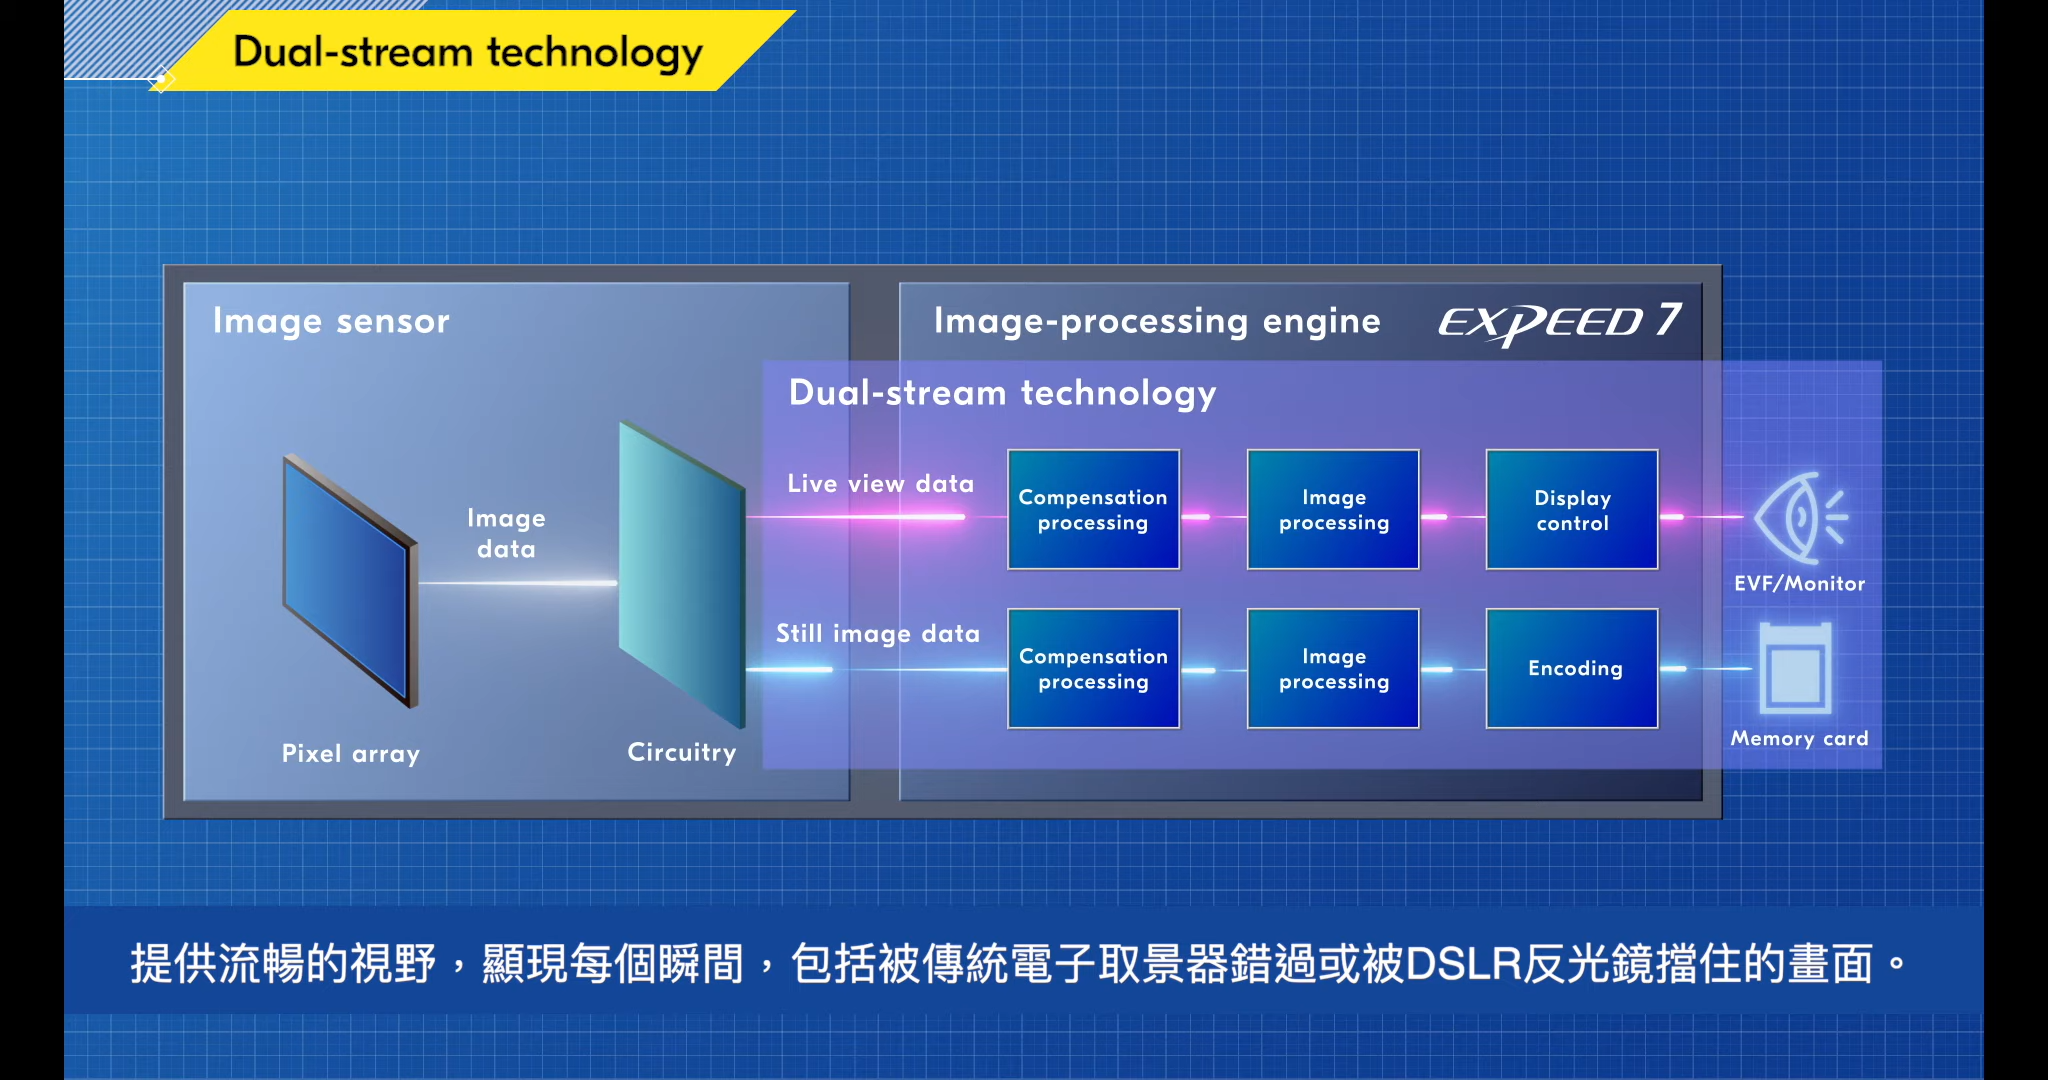 Dual-stream technology
Image sensor
Image-processing engine EXPEED 7
Dual-stream technology
Live view data
Compensation
processing
Image
processing
Display
control
EVF/Monitor
Image
data
Still image data
Compensation
processing
Image
processing
Encoding
Memory card
Pixel array
Circuitry
提供流暢的視野，顯現每個瞬間，包括被傳統電子取景器錯過或被DSLR反光鏡擋住的畫面。